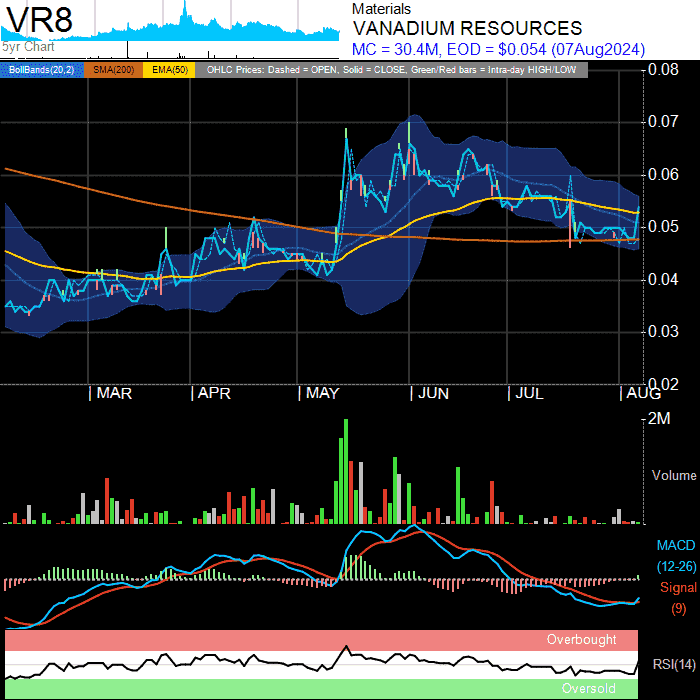 VR8
Materials
VANADIUM RESOURCES
MC = 30.4M, EOD = $0.054 (07Aug2024)
5yr Chart
BollBands(20,2) SMA(200) EMA(50) OHLC Prices: Dashed = OPEN, Solid = CLOSE, Green/Red bars = Intra-day HIGH/LOW
0.08
0.07
0.06
0.05
0.04
0.03
0.02
MAR APR MAY JUN JUL AUG
2M
Volume
MACD
(12-26)
Signal
(9)
Overbought
RSI(14)
Oversold